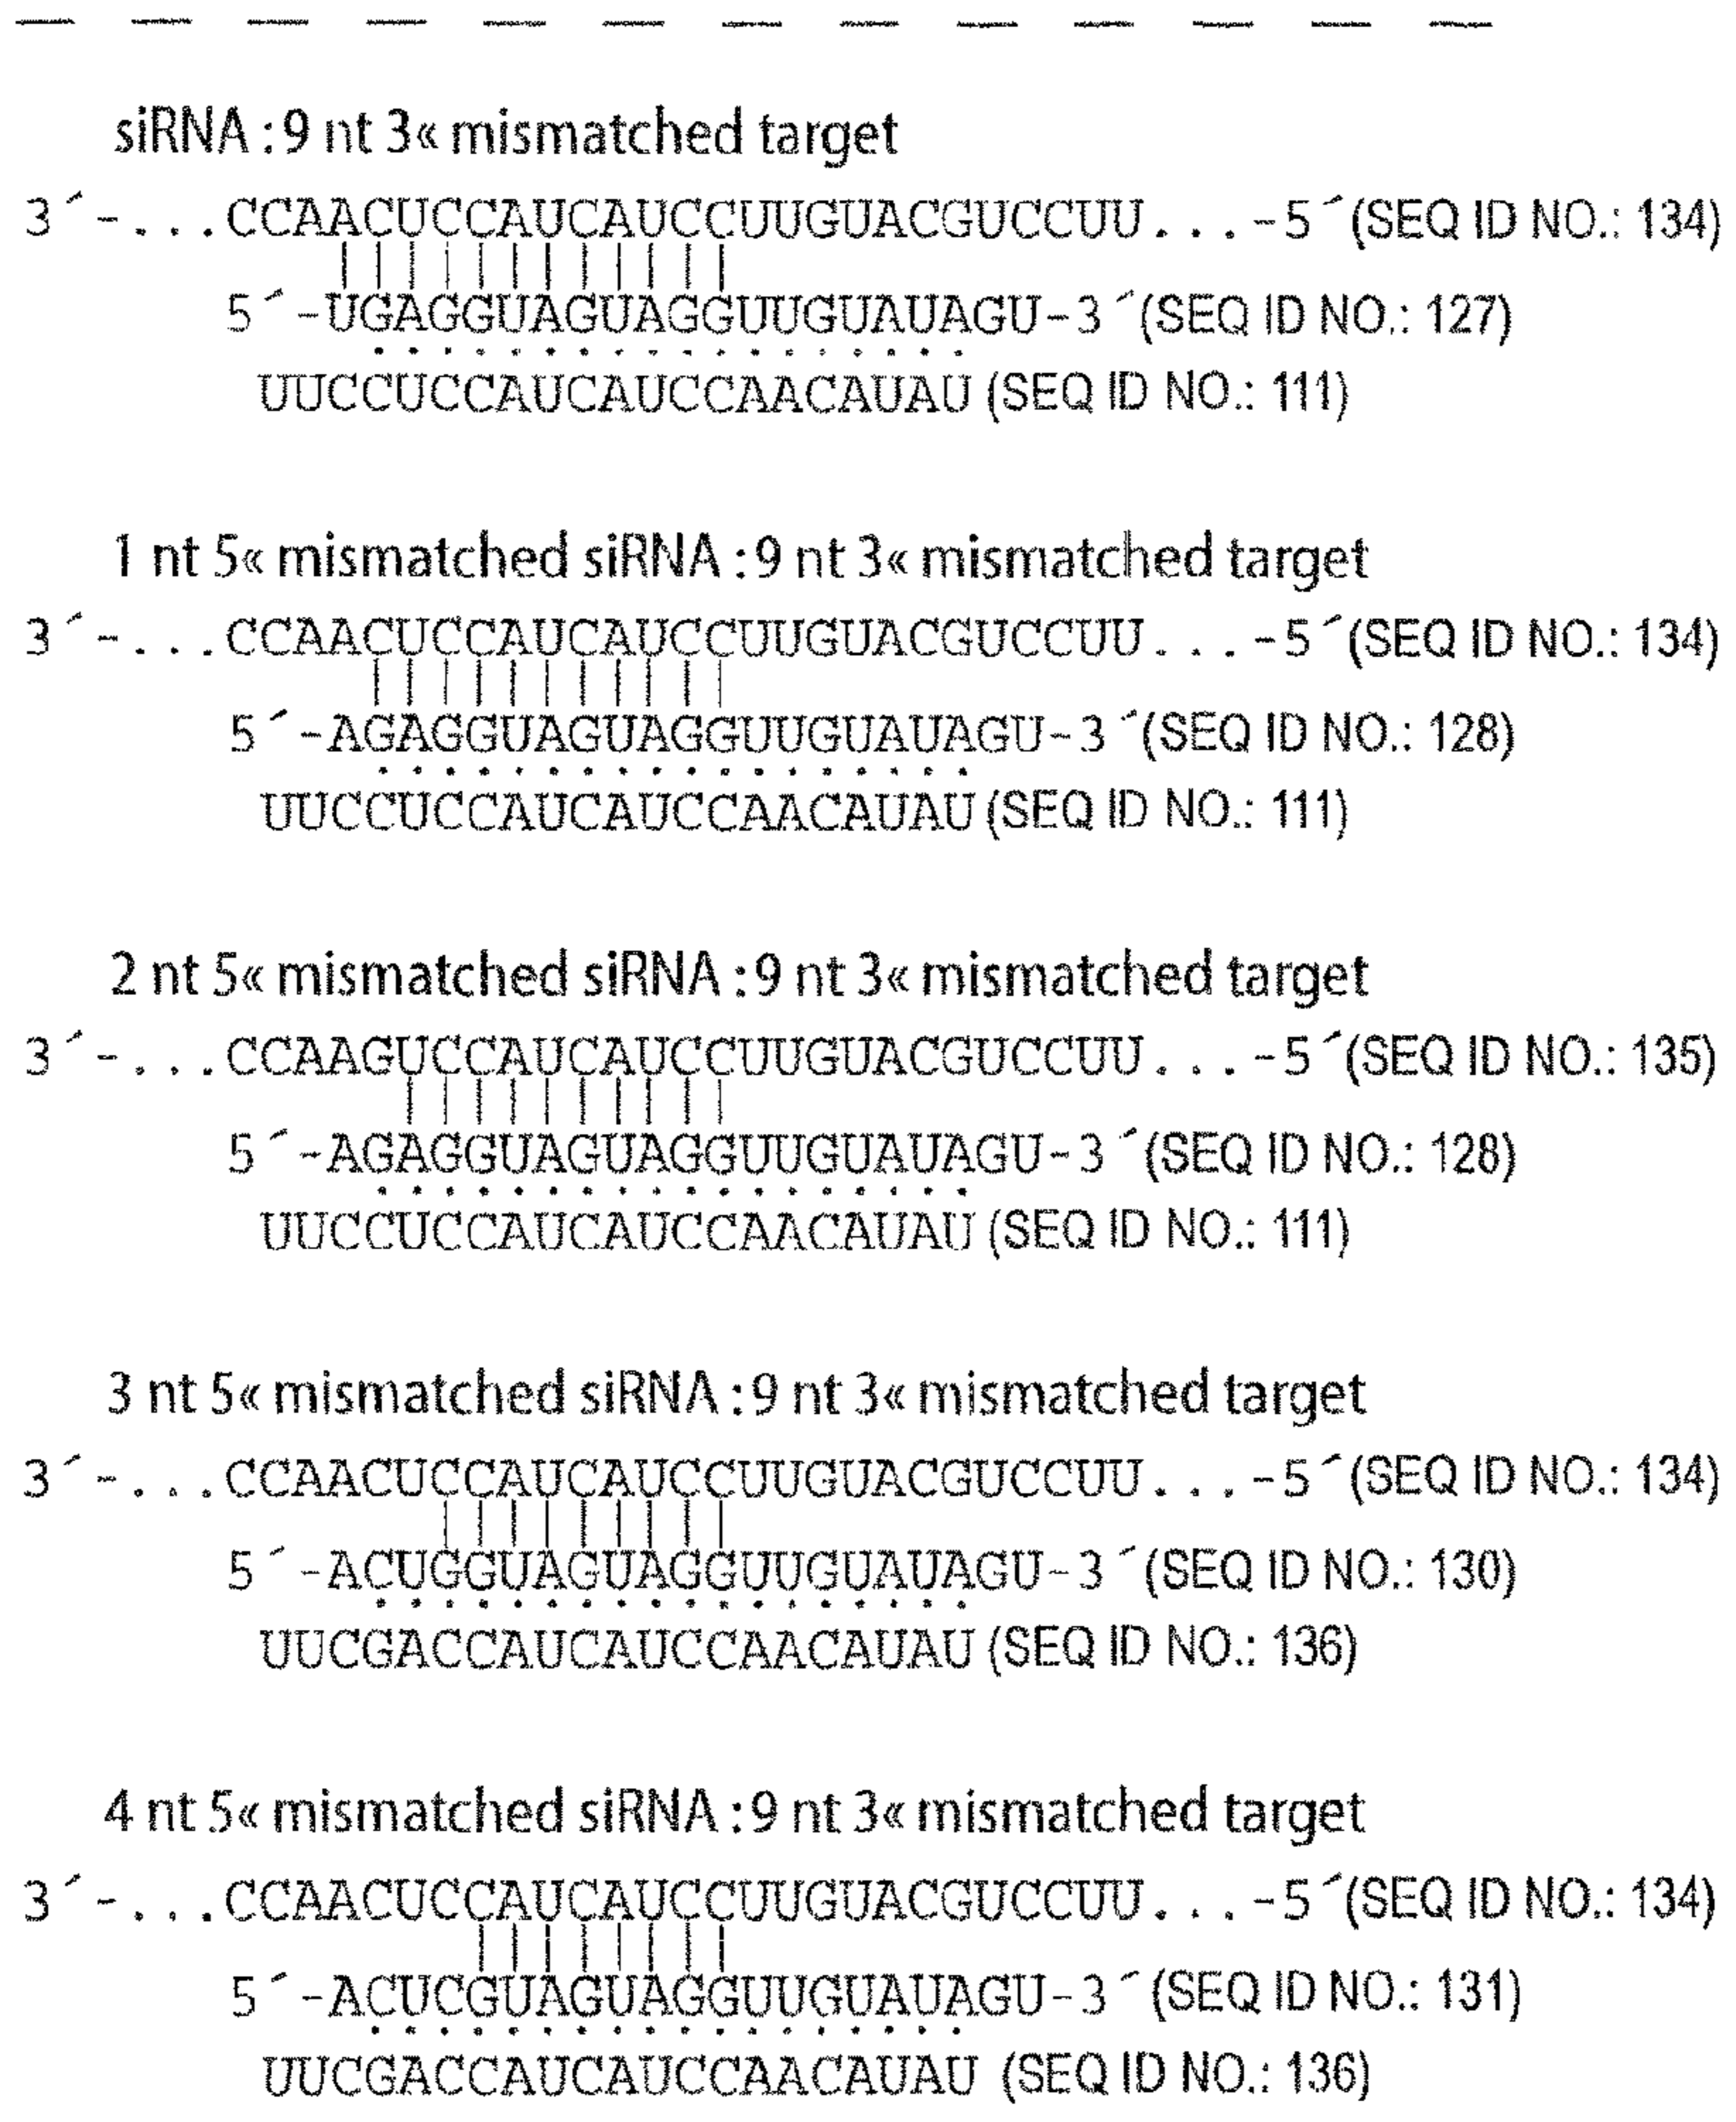 siRNA : 9 nt 3« mismatched target
3´-...CCAACUCCAUCAUCCUUGUACGUCCUU...-5´(SEQ ID NO.: 134)
5´-UGAGGUAGUAGGUUGUAUAGU-3´(SEQ ID NO.: 127)
UUCCUCCAUCAUCCAACAUAU (SEQ ID NO.: 111)
1 nt 5« mismatched siRNA : 9 nt 3« mismatched target
3´-...CCAACUCCAUCAUCCUUGUACGUCCUU...-5´(SEQ ID NO.: 134)
5´-AGAGGUAGUAGGUUGUAUAGU-3´(SEQ ID NO.: 128)
UUCCUCCAUCAUCCAACAUAU (SEQ ID NO.: 111)
2 nt 5« mismatched siRNA : 9 nt 3« mismatched target
3´-...CCAAGUCCAUCAUCCUUGUACGUCCUU...-5´(SEQ ID NO.: 135)
5´-AGAGGUAGUAGGUUGUAUAGU-3´(SEQ ID NO.: 128)
UUCCUCCAUCAUCCAACAUAU (SEQ ID NO.: 111)
3 nt 5« mismatched siRNA : 9 nt 3« mismatched target
3´-...CCAACUCCAUCAUCCUUGUACGUCCUU...-5´(SEQ ID NO.: 134)
5´-ACUGGUAGUAGGUUGUAUAGU-3´(SEQ ID NO.: 130)
UUCGACCAUCAUCCAACAUAU (SEQ ID NO.: 136)
4 nt 5« mismatched siRNA : 9 nt 3« mismatched target
3´-...CCAACUCCAUCAUCCUUGUACGUCCUU...-5´(SEQ ID NO.: 134)
5´-ACUCGUAGUAGGUUGUAUAGU-3´(SEQ ID NO.: 131)
UUCGACCAUCAUCCAACAUAU (SEQ ID NO.: 136)